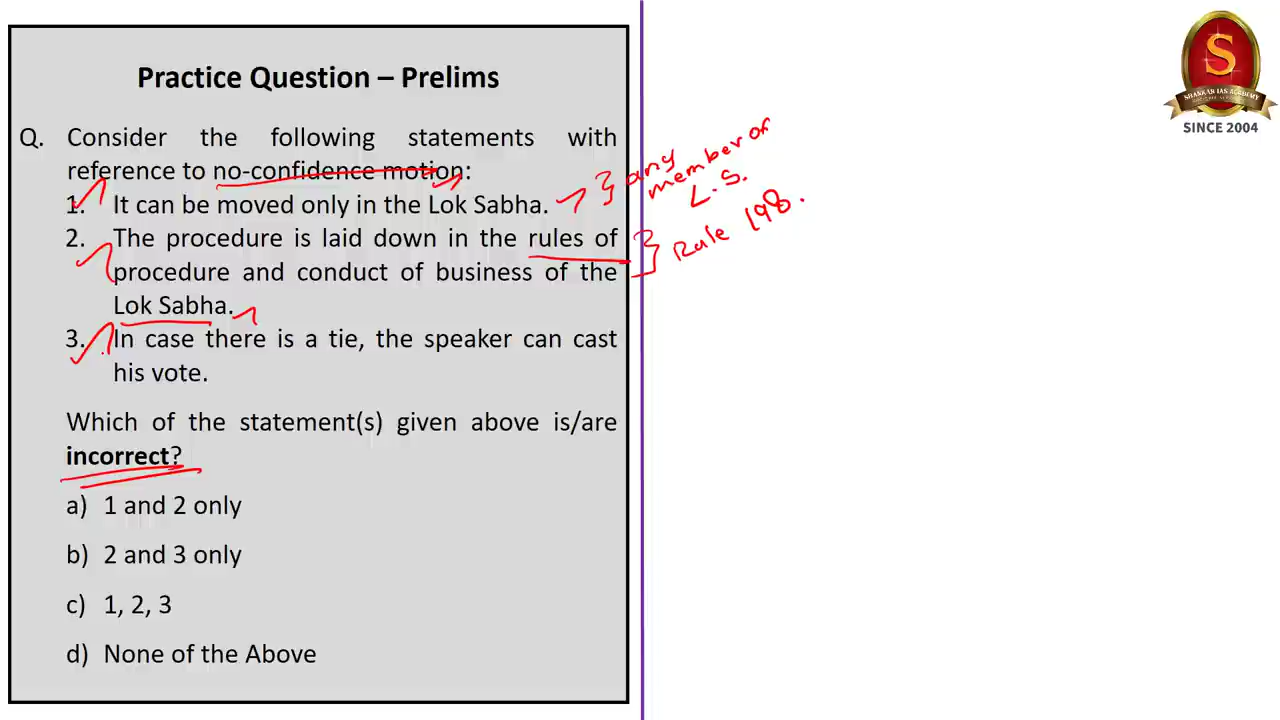 Practice Question – Prelims
Q. Consider the following statements with
reference to no-confidence motion:
1. It can be moved only in the Lok Sabha.
2. The procedure is laid down in the rules of
procedure and conduct of business of the
Lok Sabha.
3. In case there is a tie, the speaker can cast
his vote.
Which of the statement(s) given above is/are
incorrect?
a) 1 and 2 only
b) 2 and 3 only
c) 1, 2, 3
d) None of the Above
any
member of
L.S.
Rule 198.
S
SHANKAR IAS ACADEMY
SINCE 2004